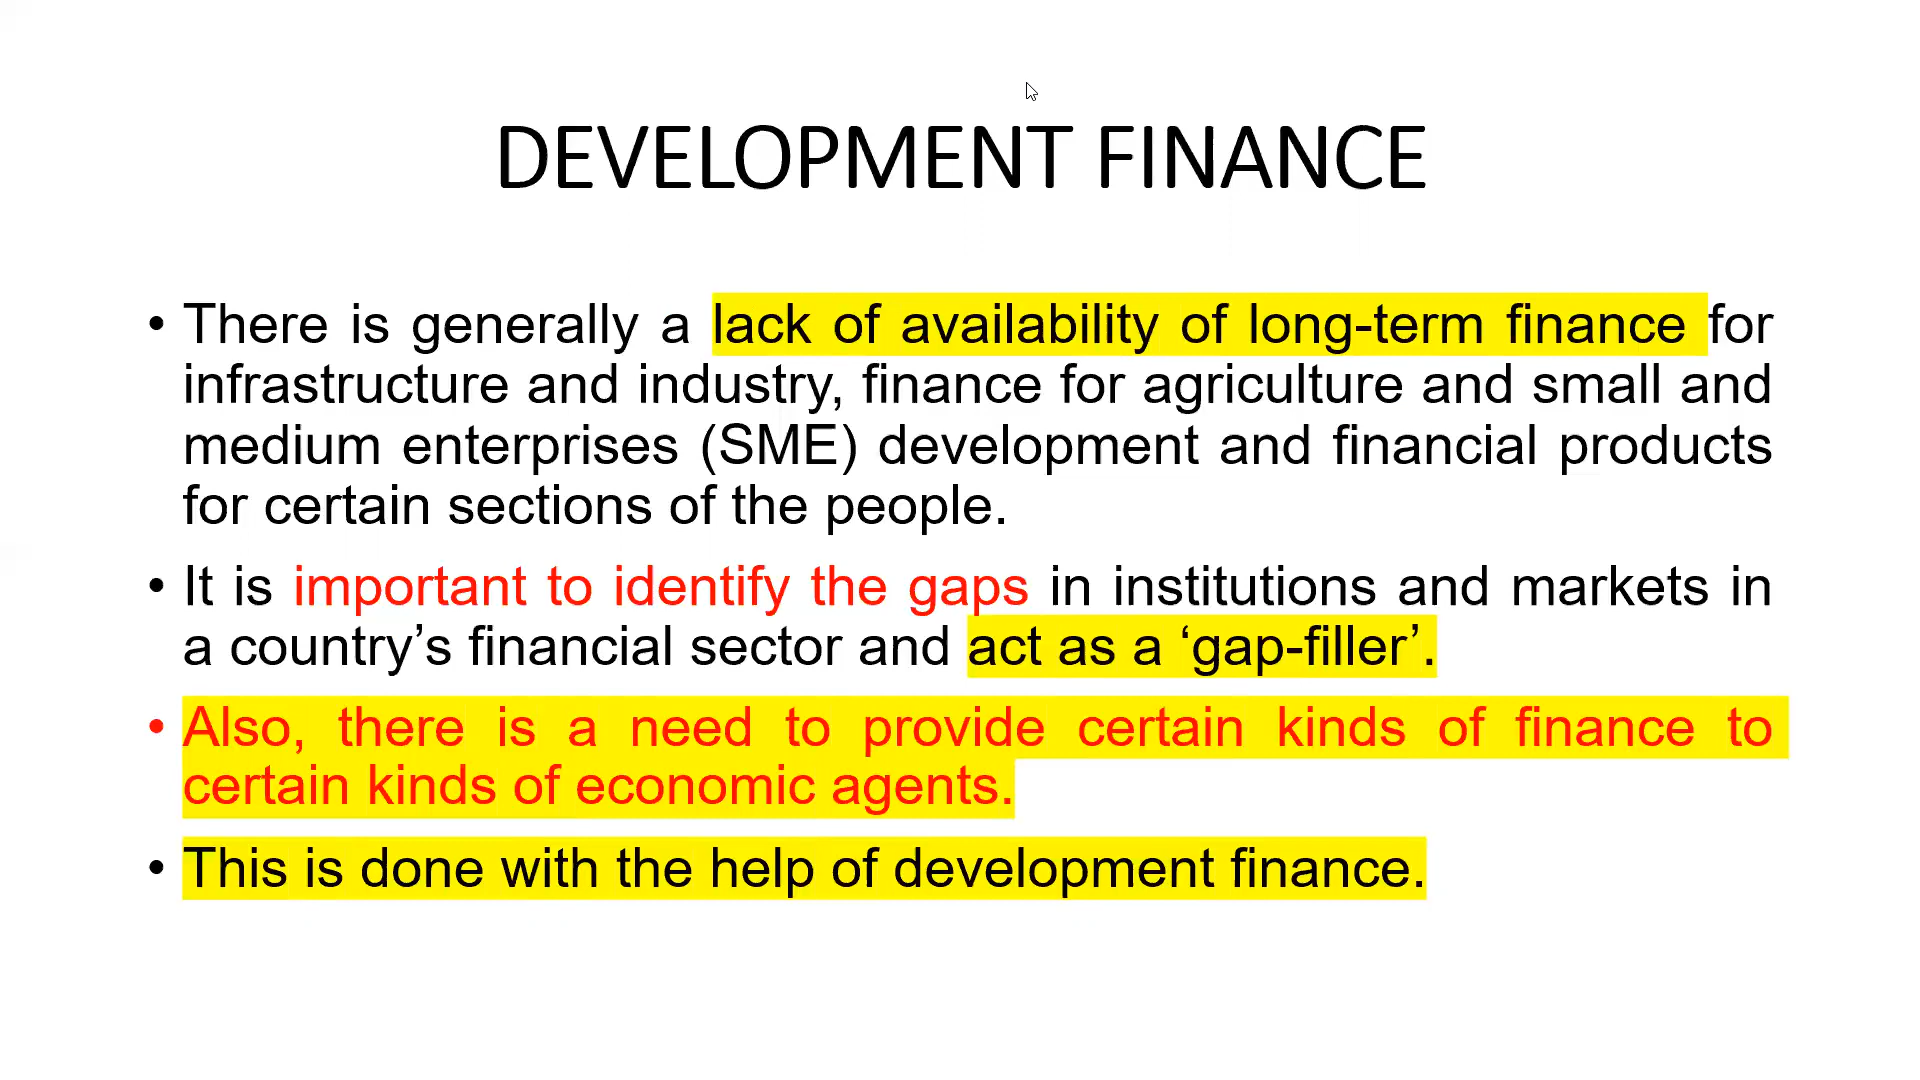 DEVELOPMENT FINANCE
• There is generally a lack of availability of long-term finance for
infrastructure and industry, finance for agriculture and small and
medium enterprises (SME) development and financial products
for certain sections of the people.
• It is important to identify the gaps in institutions and markets in
a country’s financial sector and act as a ‘gap-filler’.
• Also, there is a need to provide certain kinds of finance to
certain kinds of economic agents.
• This is done with the help of development finance.